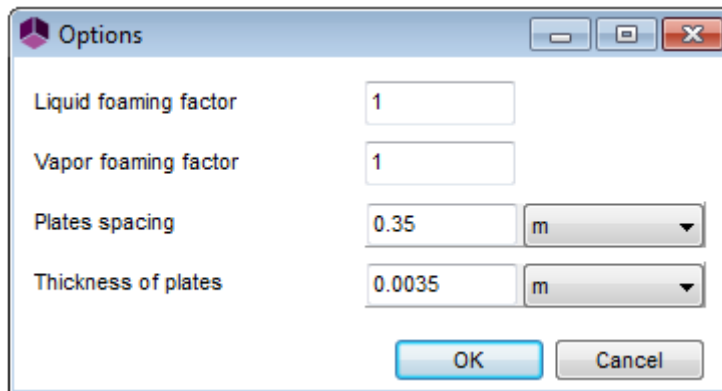 Options
Liquid foaming factor 1
Vapor foaming factor 1
Plates spacing 0.35 m
Thickness of plates 0.0035 m
OK Cancel